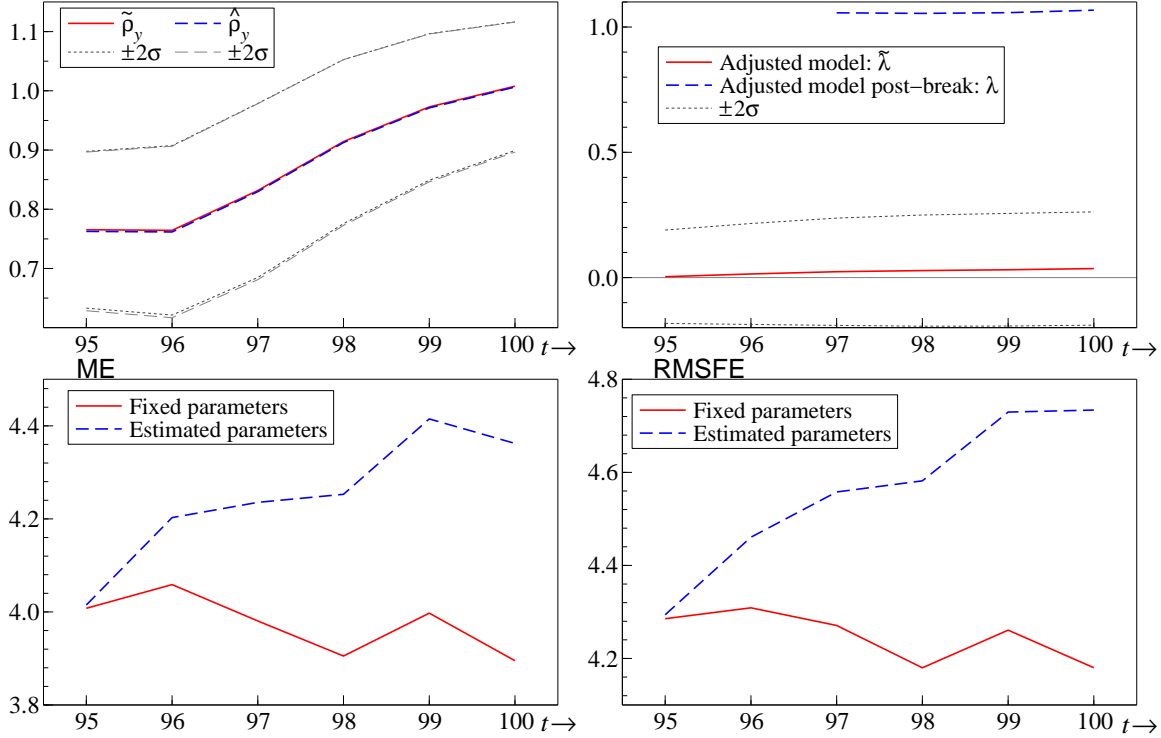 1.1
1.0
0.9
0.8
0.7
ρ̃y ρ̂y
±2σ ±2σ
95 96 97 98 99 100 t→
1.0
0.5
0.0
Adjusted model: λ̃
Adjusted model post−break: λ
±2σ
95 96 97 98 99 100 t→
ME
4.4
4.2
4.0
3.8
Fixed parameters
Estimated parameters
95 96 97 98 99 100 t→
RMSFE
4.8
4.6
4.4
4.2
Fixed parameters
Estimated parameters
95 96 97 98 99 100 t→